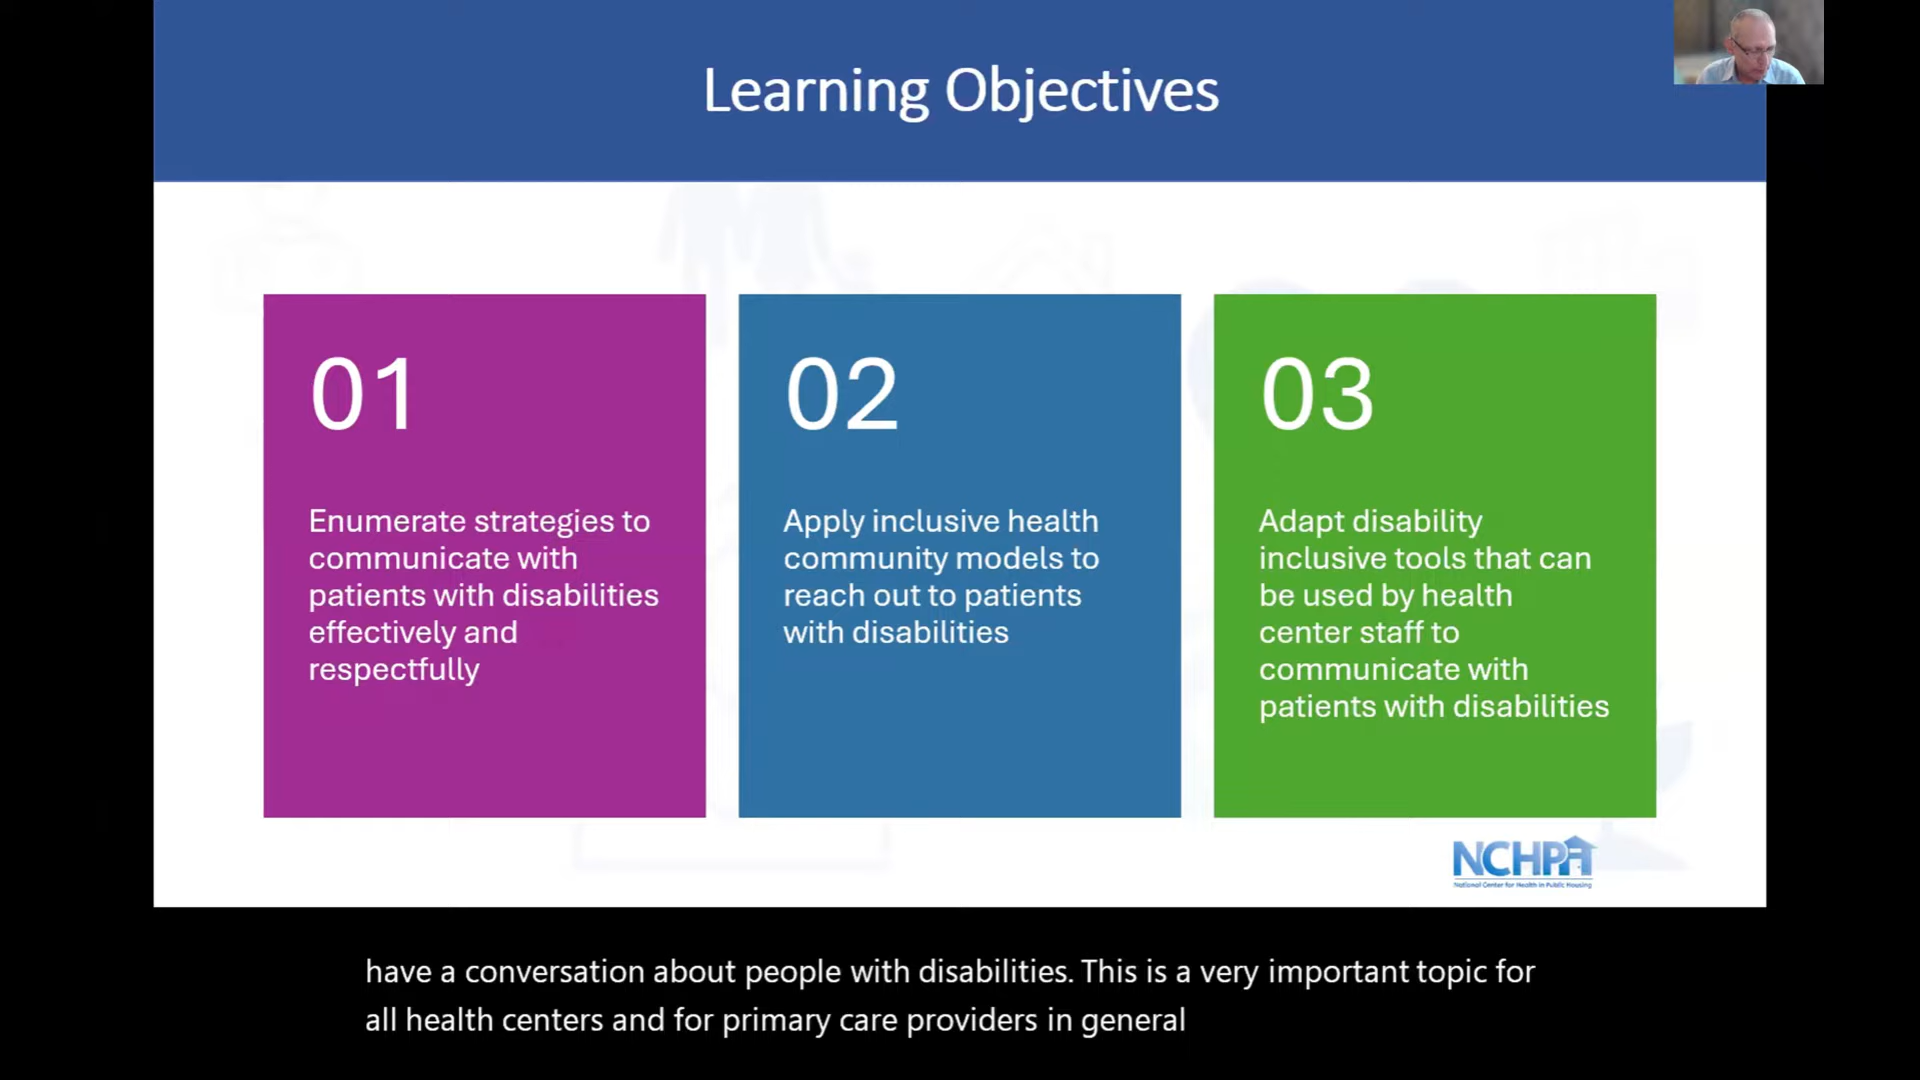 Learning Objectives
01
Enumerate strategies to
communicate with
patients with disabilities
effectively and
respectfully
02
Apply inclusive health
community models to
reach out to patients
with disabilities
03
Adapt disability
inclusive tools that can
be used by health
center staff to
communicate with
patients with disabilities
NCHPH
National Center for Health in Public Housing
have a conversation about people with disabilities. This is a very important topic for
all health centers and for primary care providers in general